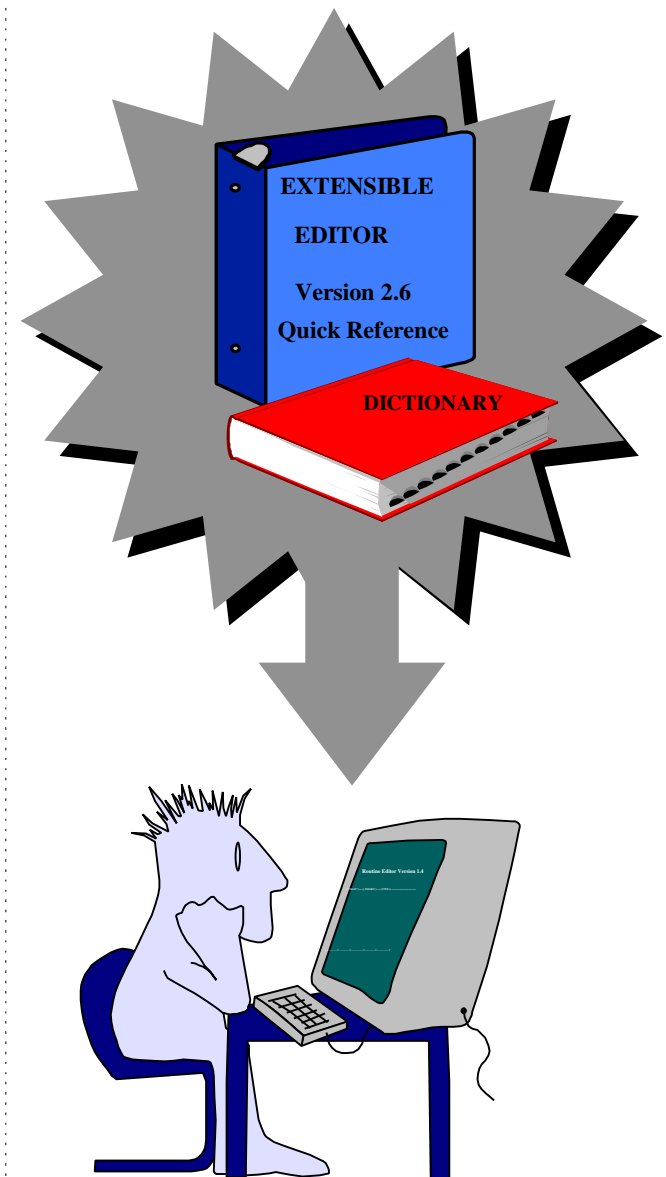 EXTENSIBLE
EDITOR
Version 2.6
Quick Reference
DICTIONARY
Routine Editor Version 1.4